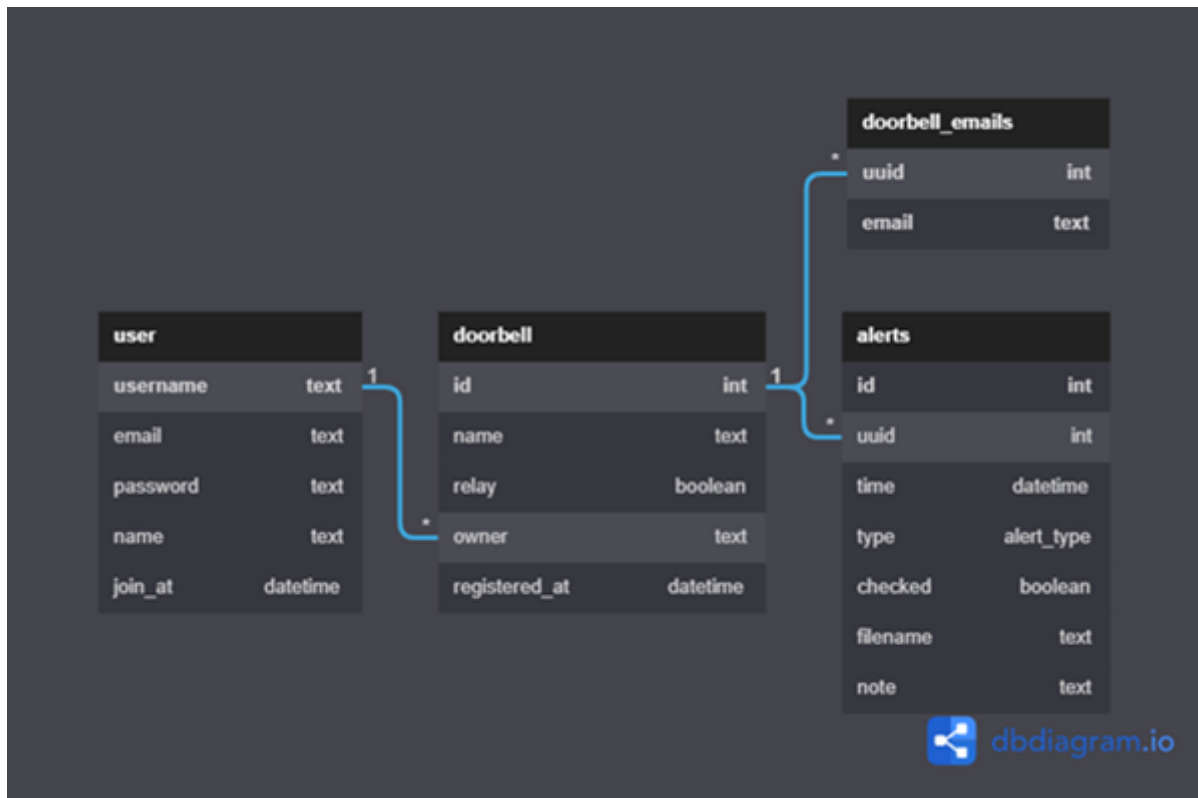 user
username text
email text
password text
name text
join_at datetime
1
*
doorbell
id int
name text
relay boolean
owner text
registered_at datetime
1
*
doorbell_emails
uuid int
email text
*
alerts
id int
uuid int
time datetime
type alert_type
checked boolean
filename text
note text
dbdiagram.io